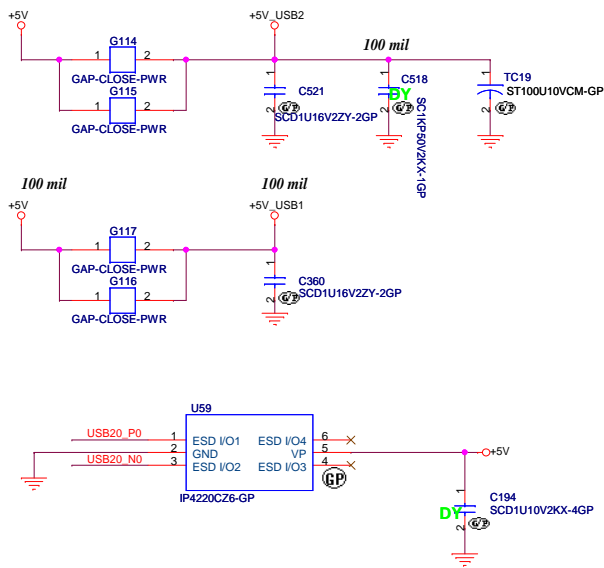 +5V
+5V_USB2
G114
1 2
GAP-CLOSE-PWR
G115
1 2
GAP-CLOSE-PWR
100 mil
1
2
C521
SCD1U16V2ZY-2GP
G/P
1
2
C518
DY
SC1KP50V2KX-1GP
G/P
1
2
TC19
ST100U10VCM-GP
G/P
100 mil
+5V
100 mil
+5V_USB1
G117
1 2
GAP-CLOSE-PWR
G116
1 2
GAP-CLOSE-PWR
1
2
C360
SCD1U16V2ZY-2GP
G/P
U59
USB20_P0 1 ESD I/O1 ESD I/O4 6
2 GND VP 5 +5V
USB20_N0 3 ESD I/O2 ESD I/O3 4
IP4220CZ6-GP
GP
1
2
C194
DY
SCD1U10V2KX-4GP
G/P